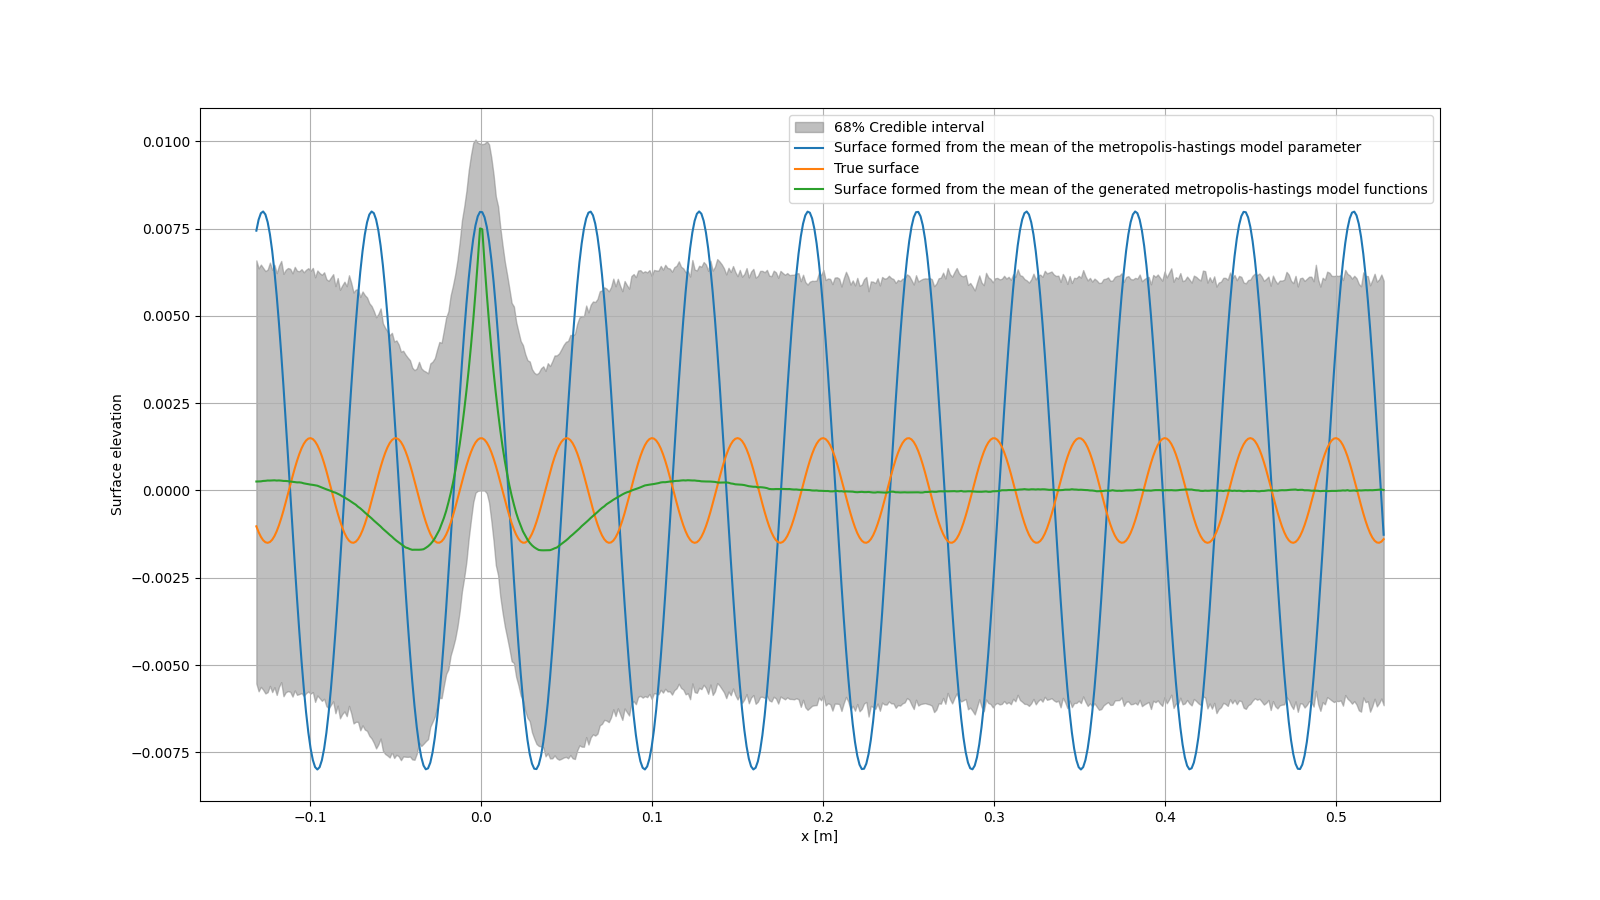 68% Credible interval
Surface formed from the mean of the metropolis-hastings model parameter
True surface
Surface formed from the mean of the generated metropolis-hastings model functions
0.0100
0.0075
0.0050
0.0025
0.0000
−0.0025
−0.0050
−0.0075
Surface elevation
−0.1 0.0 0.1 0.2 0.3 0.4 0.5
x [m]